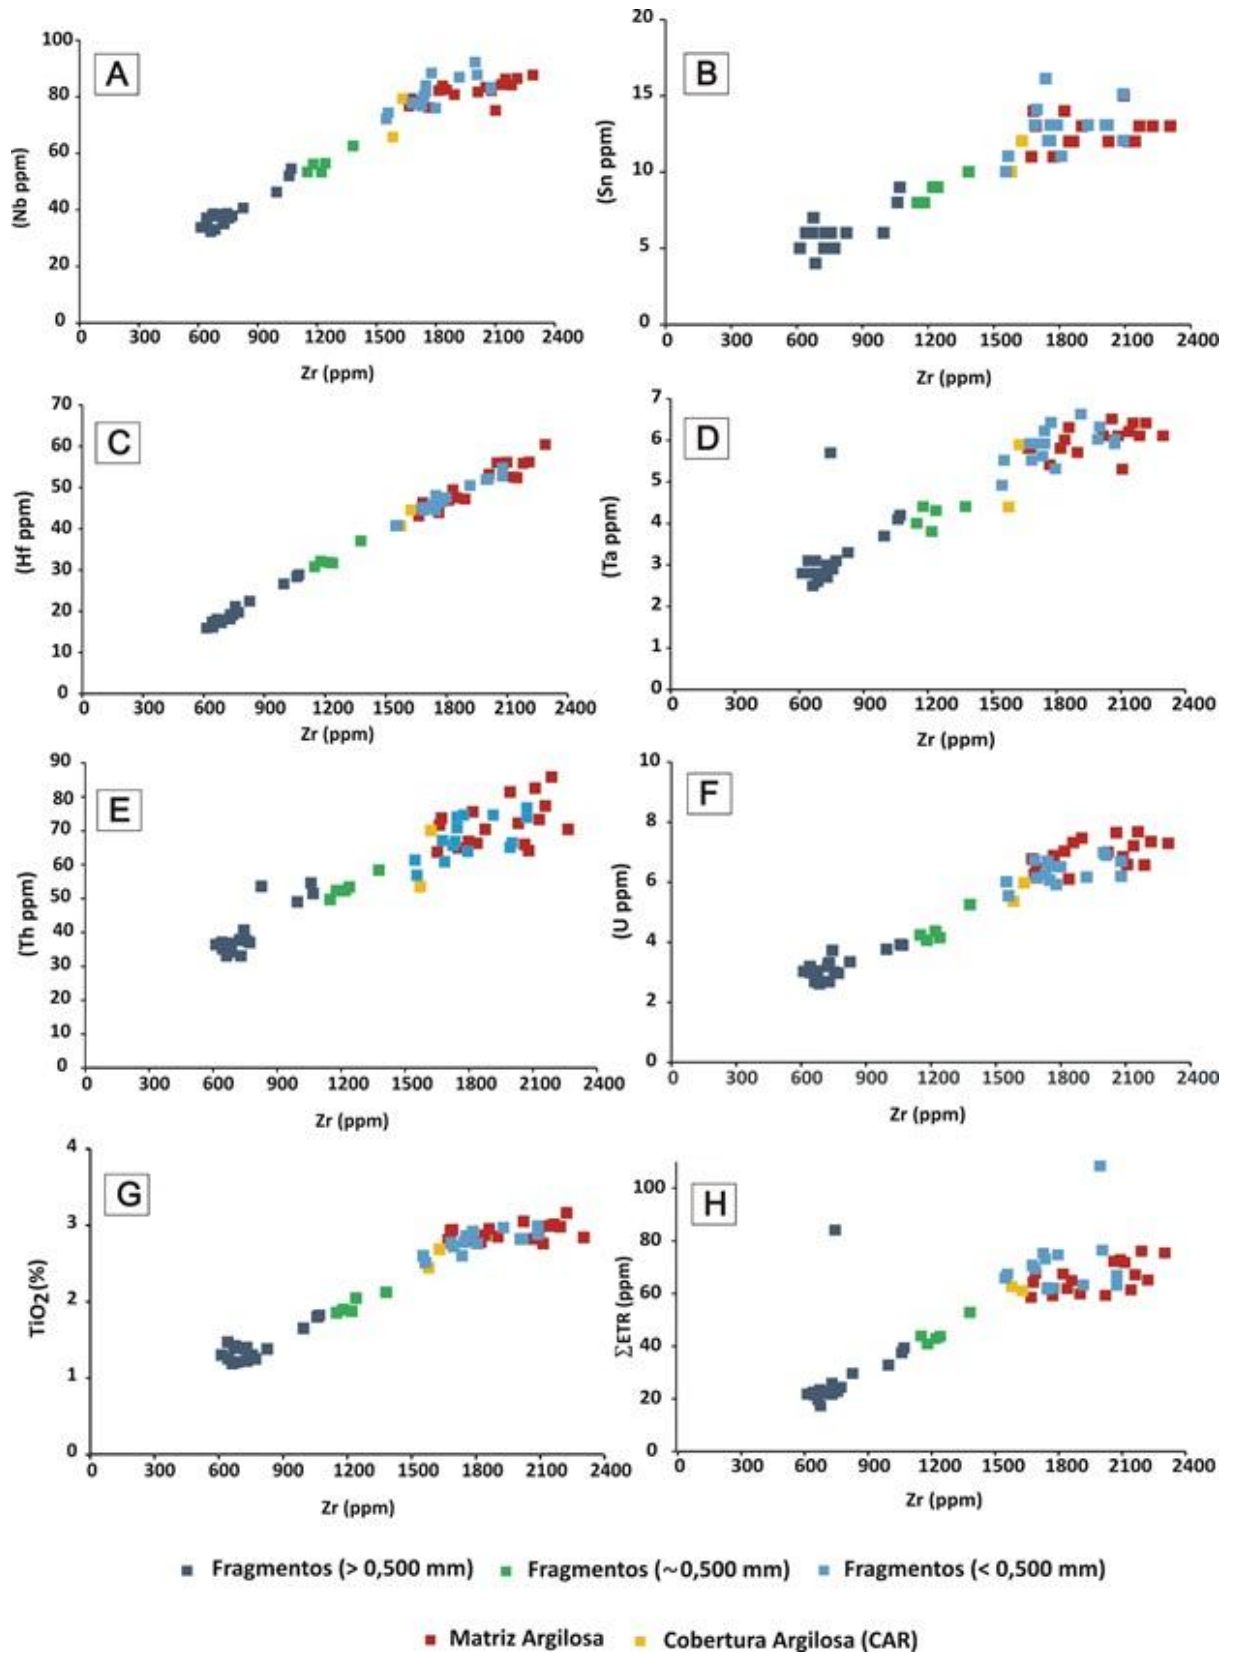 A
100
80
60
40
20
0
(Nb ppm)
0 300 600 900 1200 1500 1800 2100 2400
Zr (ppm)
B
20
15
10
5
0
(Sn ppm)
0 300 600 900 1200 1500 1800 2100 2400
Zr (ppm)
C
70
60
50
40
30
20
10
0
(Hf ppm)
0 300 600 900 1200 1500 1800 2100 2400
Zr (ppm)
D
7
6
5
4
3
2
1
0
(Ta ppm)
0 300 600 900 1200 1500 1800 2100 2400
Zr (ppm)
E
90
80
70
60
50
40
30
20
10
0
(Th ppm)
0 300 600 900 1200 1500 1800 2100 2400
Zr (ppm)
F
10
8
6
4
2
0
(U ppm)
0 300 600 900 1200 1500 1800 2100 2400
Zr (ppm)
G
4
3
2
1
0
TiO2(%)
0 300 600 900 1200 1500 1800 2100 2400
Zr (ppm)
H
100
80
60
40
20
0
∑ETR (ppm)
0 300 600 900 1200 1500 1800 2100 2400
Zr (ppm)
Fragmentos (> 0,500 mm) Fragmentos (~0,500 mm) Fragmentos (< 0,500 mm)
Matriz Argilosa Cobertura Argilosa (CAR)